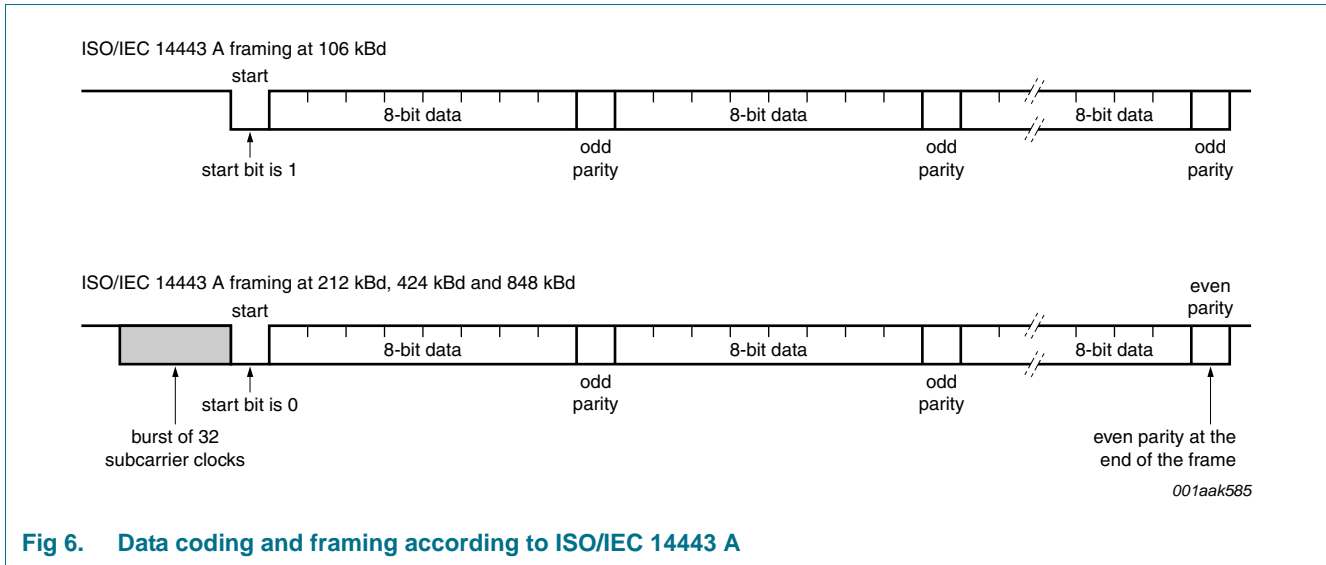 ISO/IEC 14443 A framing at 106 kBd
start
8-bit data
8-bit data
8-bit data
start bit is 1
odd
parity
odd
parity
odd
parity
ISO/IEC 14443 A framing at 212 kBd, 424 kBd and 848 kBd
start
even
parity
8-bit data
8-bit data
8-bit data
start bit is 0
odd
parity
odd
parity
burst of 32
subcarrier clocks
even parity at the
end of the frame
001aak585
Fig 6. Data coding and framing according to ISO/IEC 14443 A